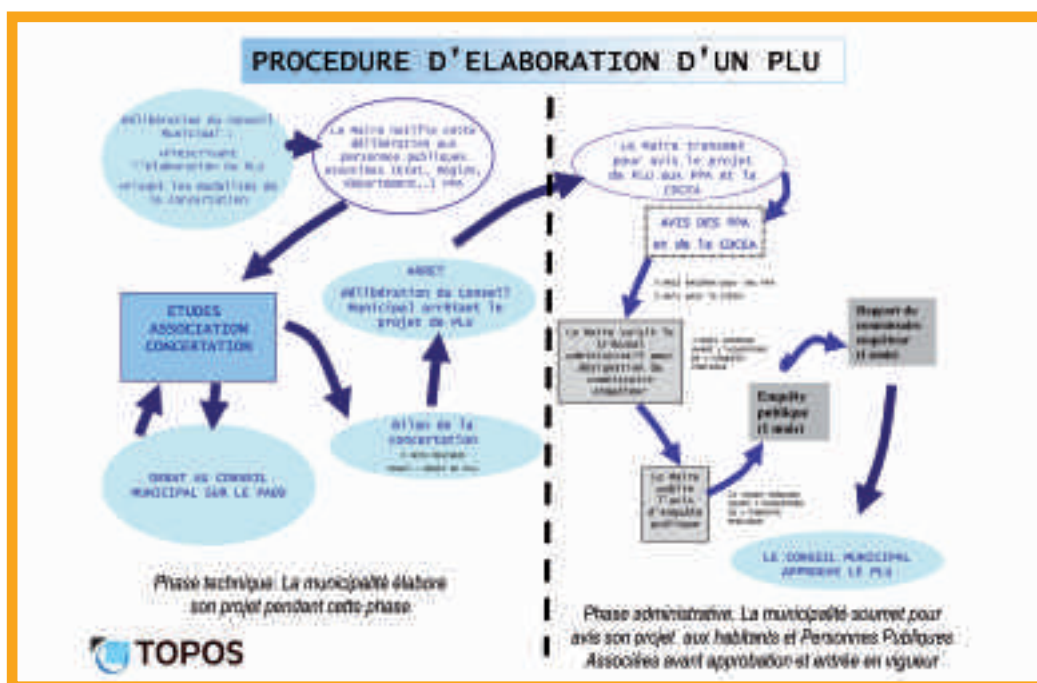 PROCEDURE D'ELABORATION D'UN PLU
Délibération du Conseil
Municipal :
l'élaboration du PLU
les modalités de
la concertation
Le Maire notifie cette
délibération aux
personnes publiques
associées (Etat, Région,
Département…) PPA
ETUDES
ASSOCIATION
CONCERTATION
DEBAT AU CONSEIL
MUNICIPAL SUR LE PADD
Bilan de la
concertation
ARRET
Délibération du Conseil
Municipal arrêtant le
projet de PLU
Phase technique. La municipalité élabore
son projet pendant cette phase
TOPOS
Le Maire transmet
pour avis le projet
de PLU aux PPA et la
CDCEA
AVIS DES PPA
et de la CDCEA
Le Maire saisit le
tribunal
administratif pour
désignation du
commissaire
enquêteur
Le Maire
publie
l'avis
d'enquête
publique
Enquête
publique
(1 mois)
Rapport du
commissaire
enquêteur
(1 mois)
LE CONSEIL MUNICIPAL
APPROUVE LE PLU
Phase administrative. La municipalité soumet pour
avis son projet aux habitants et Personnes Publiques
Associées avant approbation et entrée en vigueur